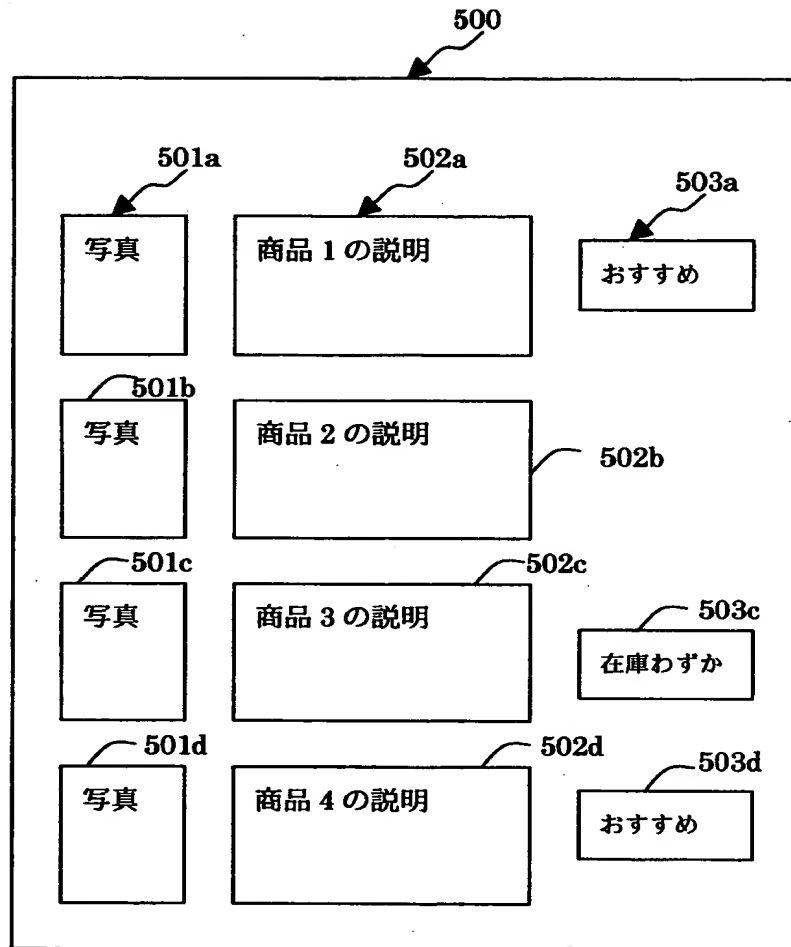 500
501a
502a
503a
写真
商品1の説明
おすすめ
501b
写真
商品2の説明
502b
501c
502c
写真
商品3の説明
503c
在庫わずか
501d
502d
503d
写真
商品4の説明
おすすめ